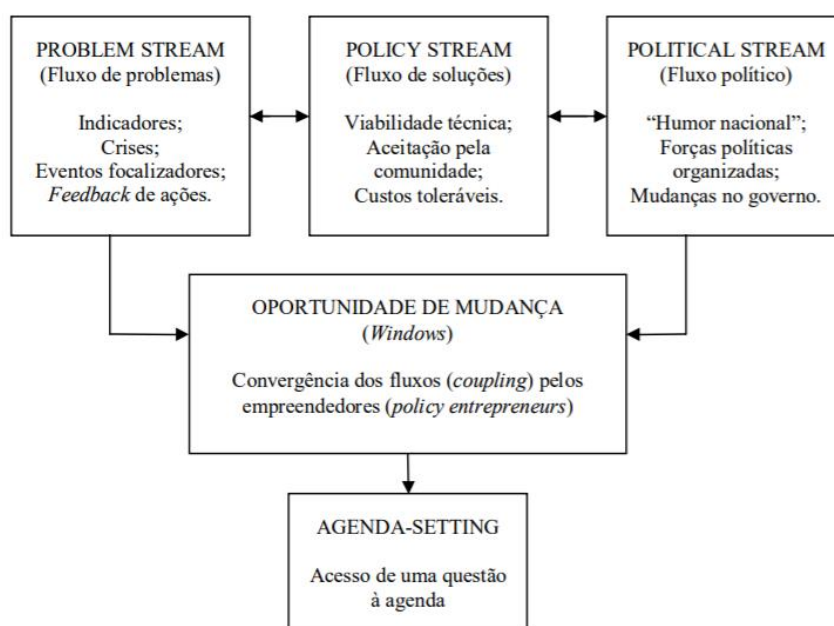 PROBLEM STREAM
(Fluxo de problemas)
Indicadores;
Crises;
Eventos focalizadores;
Feedback de ações.
POLICY STREAM
(Fluxo de soluções)
Viabilidade técnica;
Aceitação pela
comunidade;
Custos toleráveis.
POLITICAL STREAM
(Fluxo político)
“Humor nacional”;
Forças políticas
organizadas;
Mudanças no governo.
OPORTUNIDADE DE MUDANÇA
(Windows)
Convergência dos fluxos (coupling) pelos
empreendedores (policy entrepreneurs)
AGENDA-SETTING
Acesso de uma questão
à agenda